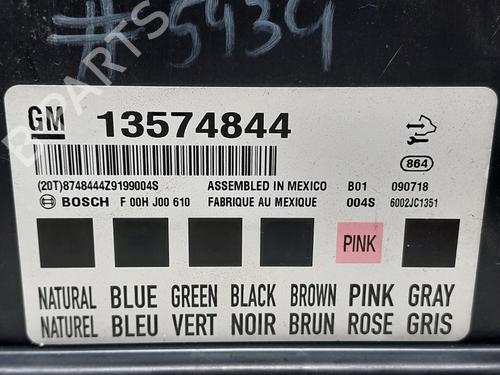 #5939
B-PARTS
GM 13574844
864
(20T)8748444Z9199004S ASSEMBLED IN MEXICO B01 090718
BOSCH F 00H J00 610 FABRIQUE AU MEXIQUE 004S 6002JC1351
PINK
NATURAL BLUE GREEN BLACK BROWN PINK GRAY
NATUREL BLEU VERT NOIR BRUN ROSE GRIS